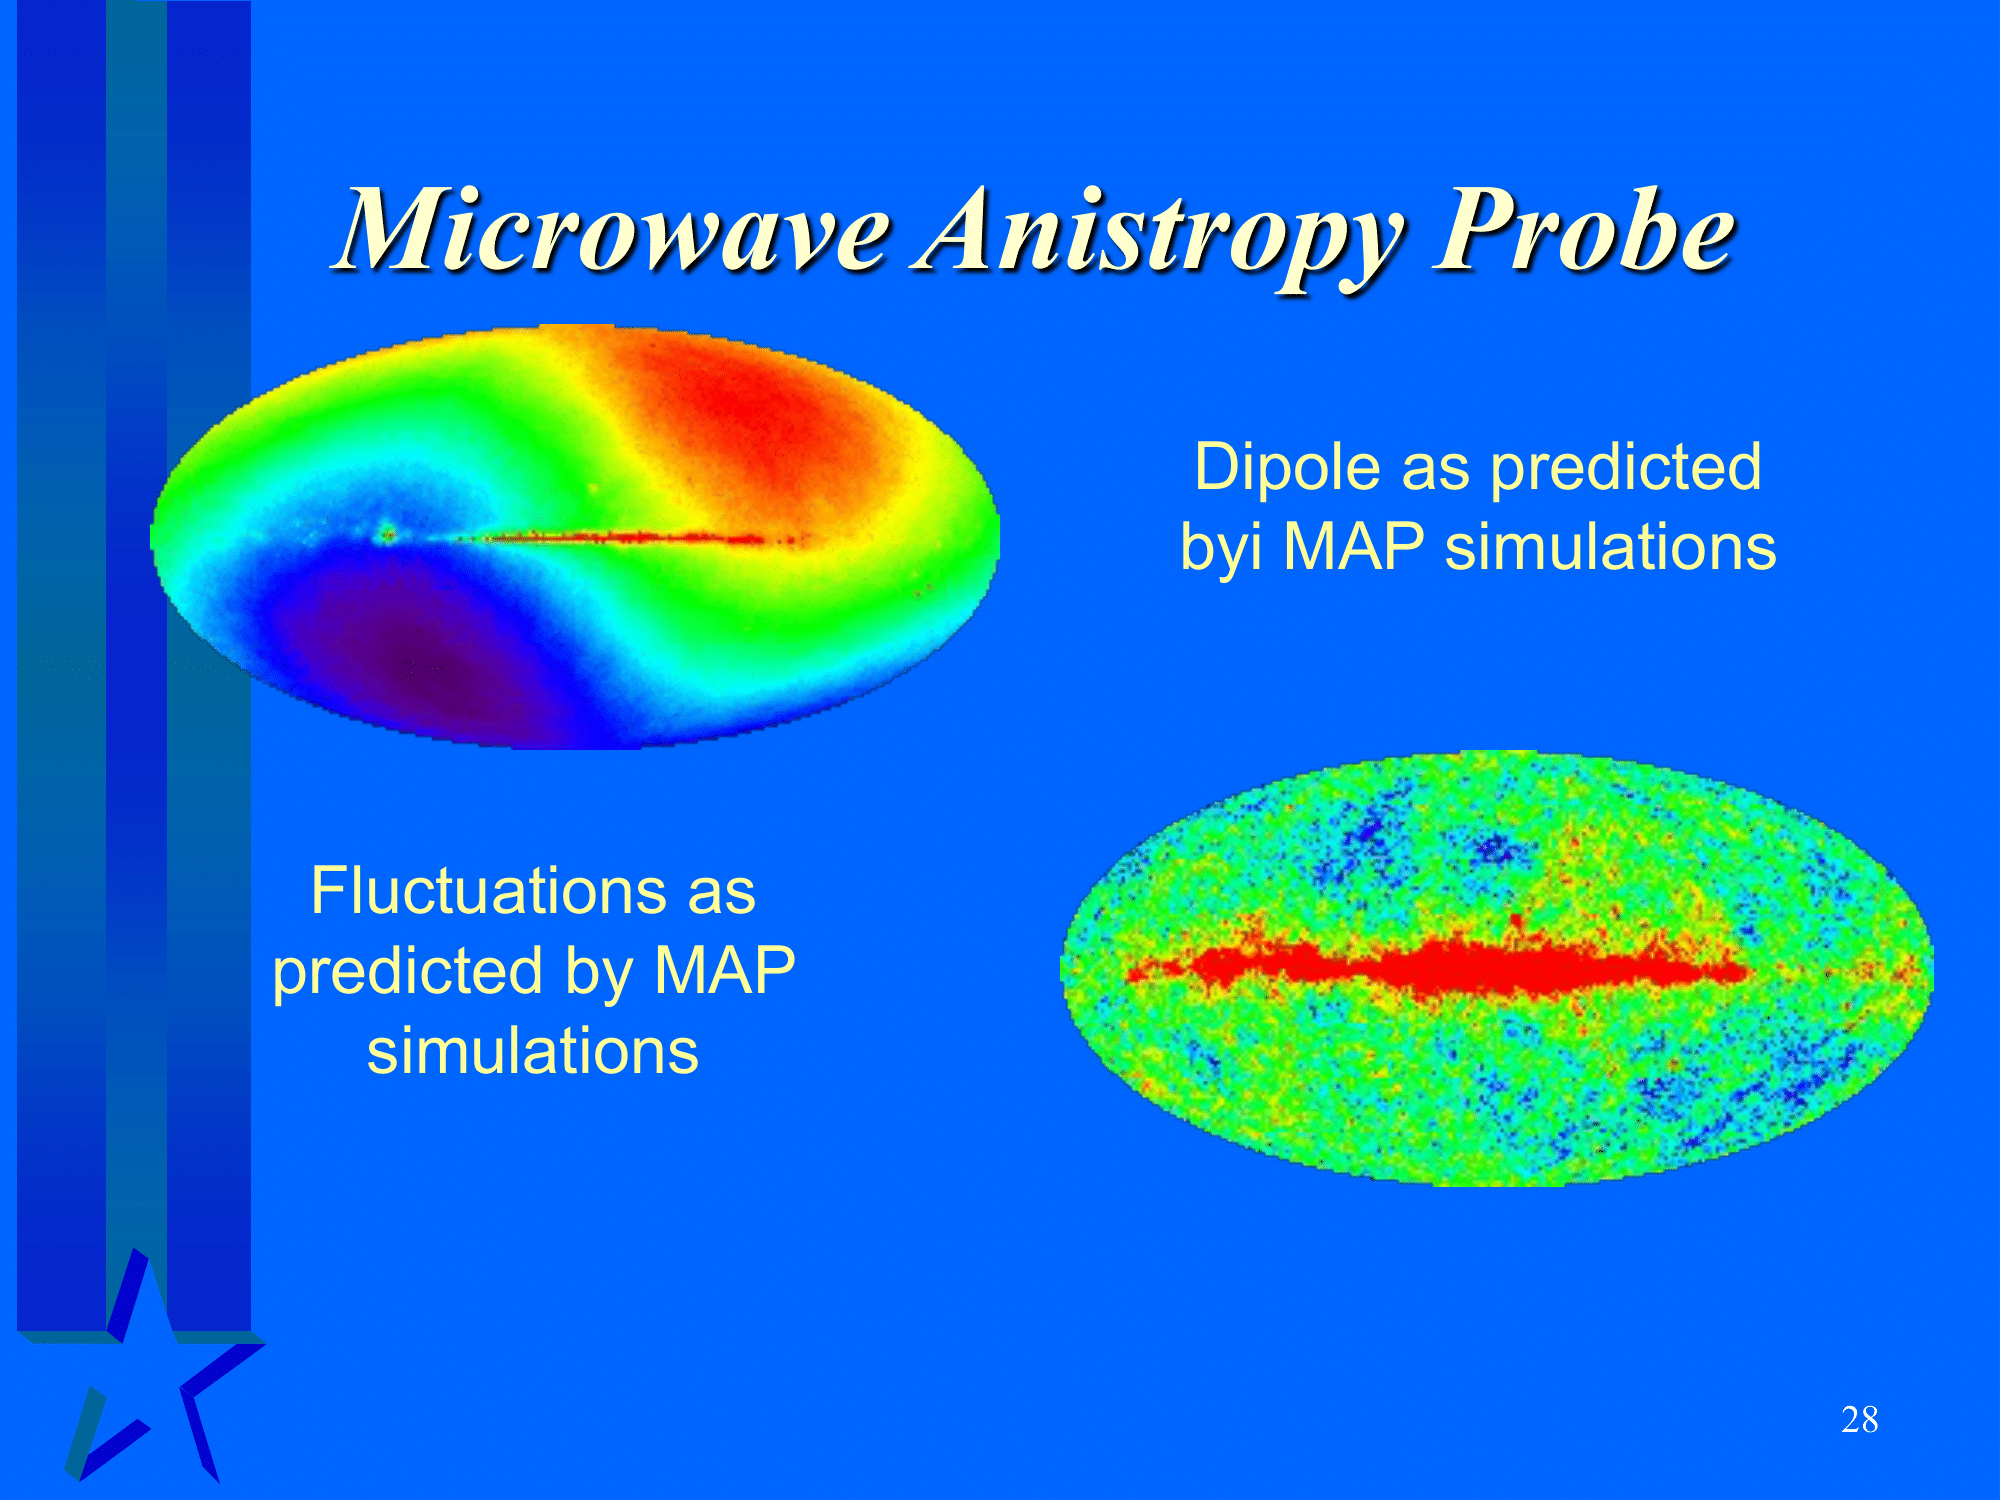 Microwave Anistropy Probe
Dipole as predicted
byi MAP simulations
Fluctuations as
predicted by MAP
simulations
28